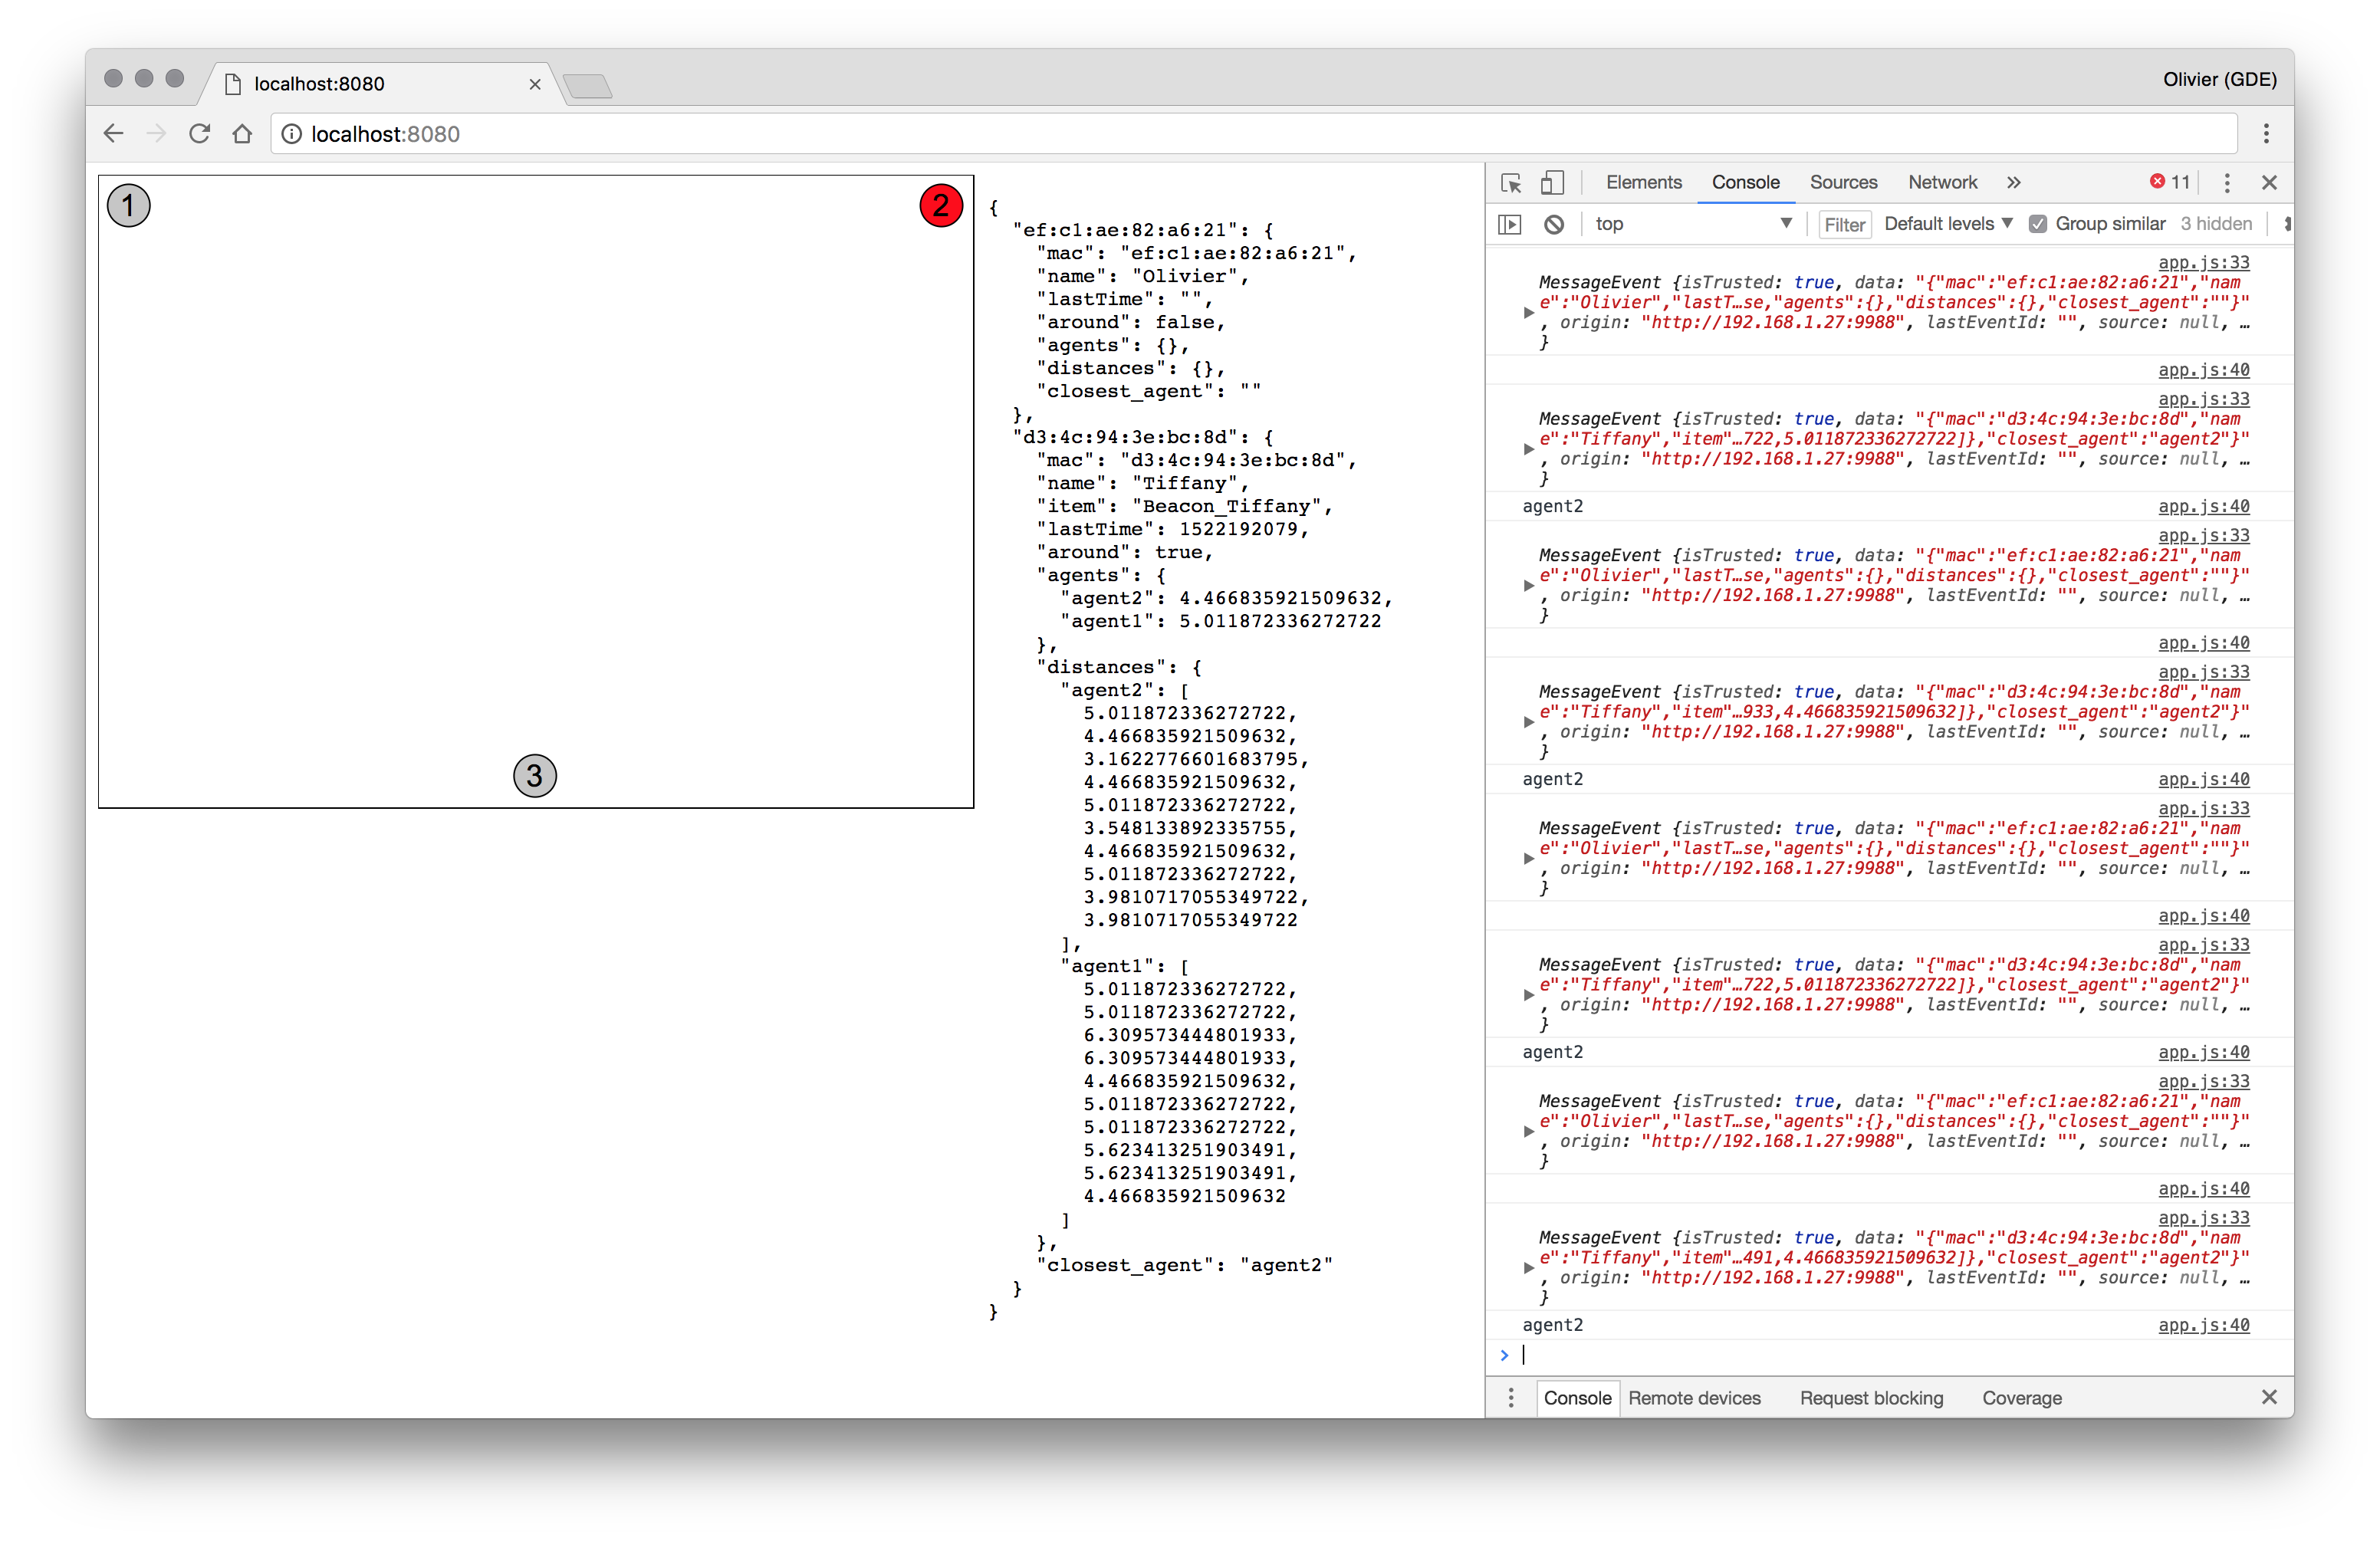 localhost:8080
Olivier (GDE)
localhost:8080
1
2
3
{
"ef:c1:ae:82:a6:21": {
"mac": "ef:c1:ae:82:a6:21",
"name": "Olivier",
"lastTime": "",
"around": false,
"agents": {},
"distances": {},
"closest_agent": ""
},
"d3:4c:94:3e:bc:8d": {
"mac": "d3:4c:94:3e:bc:8d",
"name": "Tiffany",
"item": "Beacon_Tiffany",
"lastTime": 1522192079,
"around": true,
"agents": {
"agent2": 4.466835921509632,
"agent1": 5.011872336272722
},
"distances": {
"agent2": [
5.011872336272722,
4.466835921509632,
3.1622776601683795,
4.466835921509632,
5.011872336272722,
3.548133892335755,
4.466835921509632,
5.011872336272722,
3.9810717055349722,
3.9810717055349722
],
"agent1": [
5.011872336272722,
5.011872336272722,
6.309573444801933,
6.309573444801933,
4.466835921509632,
5.011872336272722,
5.011872336272722,
5.623413251903491,
5.623413251903491,
4.466835921509632
]
},
"closest_agent": "agent2"
}
}
Elements Console Sources Network » 11
top Filter Default levels Group similar 3 hidden
app.js:33
MessageEvent {isTrusted: true, data: "{"mac":"ef:c1:ae:82:a6:21","nam
e":"Olivier","lastT…se,"agents":{},"distances":{},"closest_agent":""}"
, origin: "http://192.168.1.27:9988", lastEventId: "", source: null, …
}
app.js:40
app.js:33
MessageEvent {isTrusted: true, data: "{"mac":"d3:4c:94:3e:bc:8d","nam
e":"Tiffany","item"…722,5.011872336272722]},"closest_agent":"agent2"}"
, origin: "http://192.168.1.27:9988", lastEventId: "", source: null, …
}
agent2 app.js:40
app.js:33
MessageEvent {isTrusted: true, data: "{"mac":"ef:c1:ae:82:a6:21","nam
e":"Olivier","lastT…se,"agents":{},"distances":{},"closest_agent":""}"
, origin: "http://192.168.1.27:9988", lastEventId: "", source: null, …
}
app.js:40
app.js:33
MessageEvent {isTrusted: true, data: "{"mac":"d3:4c:94:3e:bc:8d","nam
e":"Tiffany","item"…933,4.466835921509632]},"closest_agent":"agent2"}"
, origin: "http://192.168.1.27:9988", lastEventId: "", source: null, …
}
agent2 app.js:40
app.js:33
MessageEvent {isTrusted: true, data: "{"mac":"ef:c1:ae:82:a6:21","nam
e":"Olivier","lastT…se,"agents":{},"distances":{},"closest_agent":""}"
, origin: "http://192.168.1.27:9988", lastEventId: "", source: null, …
}
app.js:40
app.js:33
MessageEvent {isTrusted: true, data: "{"mac":"d3:4c:94:3e:bc:8d","nam
e":"Tiffany","item"…722,5.011872336272722]},"closest_agent":"agent2"}"
, origin: "http://192.168.1.27:9988", lastEventId: "", source: null, …
}
agent2 app.js:40
app.js:33
MessageEvent {isTrusted: true, data: "{"mac":"ef:c1:ae:82:a6:21","nam
e":"Olivier","lastT…se,"agents":{},"distances":{},"closest_agent":""}"
, origin: "http://192.168.1.27:9988", lastEventId: "", source: null, …
}
app.js:40
app.js:33
MessageEvent {isTrusted: true, data: "{"mac":"d3:4c:94:3e:bc:8d","nam
e":"Tiffany","item"…491,4.466835921509632]},"closest_agent":"agent2"}"
, origin: "http://192.168.1.27:9988", lastEventId: "", source: null, …
}
agent2 app.js:40
>
Console Remote devices Request blocking Coverage